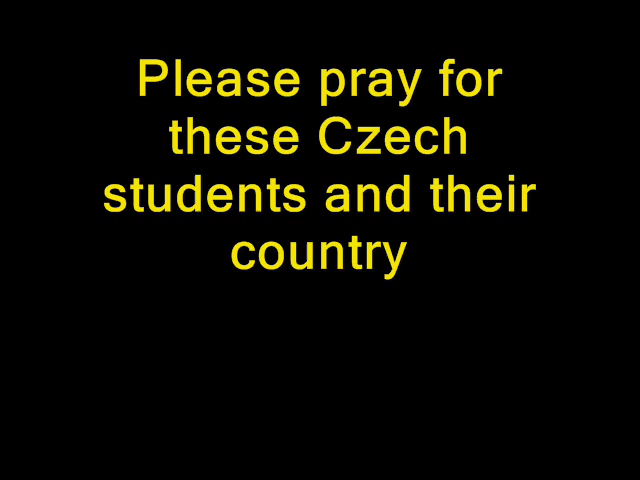 Please pray for
these Czech
students and their
country